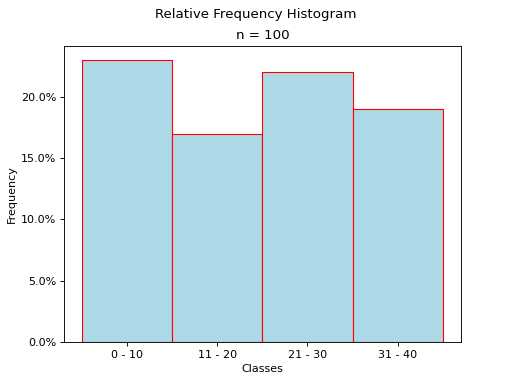 Relative Frequency Histogram
n = 100
20.0%
15.0%
10.0%
5.0%
0.0%
Frequency
0 - 10
11 - 20
21 - 30
31 - 40
Classes